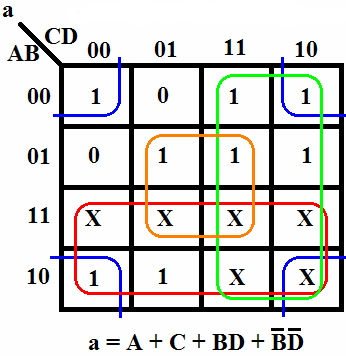 a
CD
AB 00 01 11 10
00 1 0 1 1
01 0 1 1 1
11 X X X X
10 1 1 X X
a = A + C + BD + B̅D̅